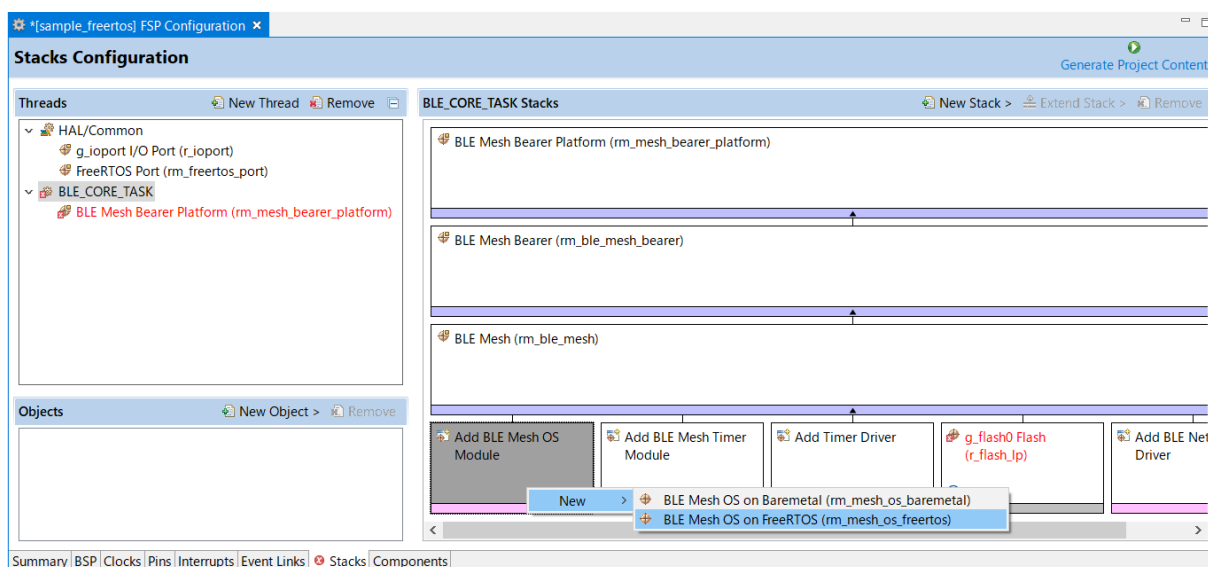 *[sample_freertos] FSP Configuration
Stacks Configuration
Generate Project Content
Threads
New Thread
Remove
HAL/Common
g_ioport I/O Port (r_ioport)
FreeRTOS Port (rm_freertos_port)
BLE_CORE_TASK
BLE Mesh Bearer Platform (rm_mesh_bearer_platform)
Objects
New Object >
Remove
BLE_CORE_TASK Stacks
New Stack >
Extend Stack >
Remove
BLE Mesh Bearer Platform (rm_mesh_bearer_platform)
BLE Mesh Bearer (rm_ble_mesh_bearer)
BLE Mesh (rm_ble_mesh)
Add BLE Mesh OS
Module
Add BLE Mesh Timer
Module
Add Timer Driver
g_flash0 Flash
(r_flash_lp)
Add BLE Net
Driver
New >
BLE Mesh OS on Baremetal (rm_mesh_os_baremetal)
BLE Mesh OS on FreeRTOS (rm_mesh_os_freertos)
Summary BSP Clocks Pins Interrupts Event Links Stacks Components